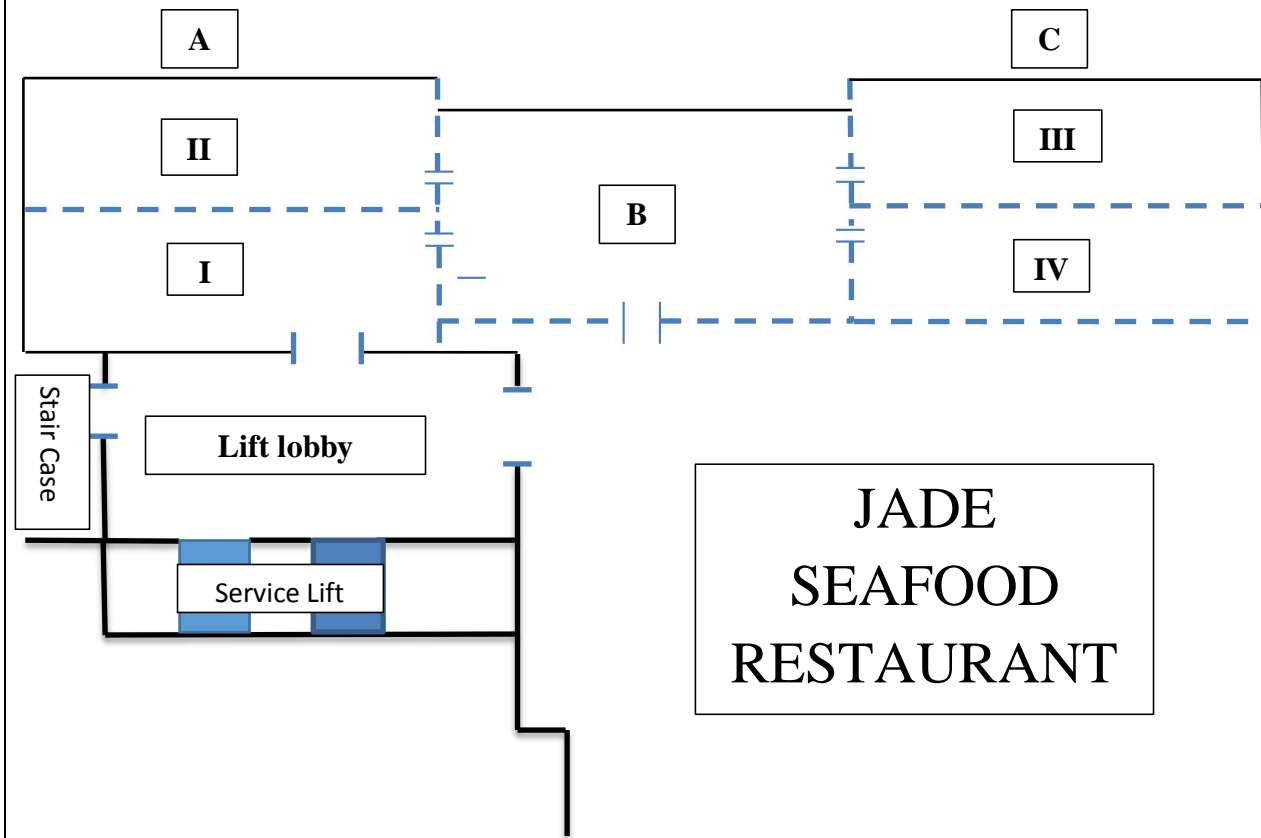 A
C
II
III
B
I
IV
Stair Case
Lift lobby
JADE
SEAFOOD
RESTAURANT
Service Lift